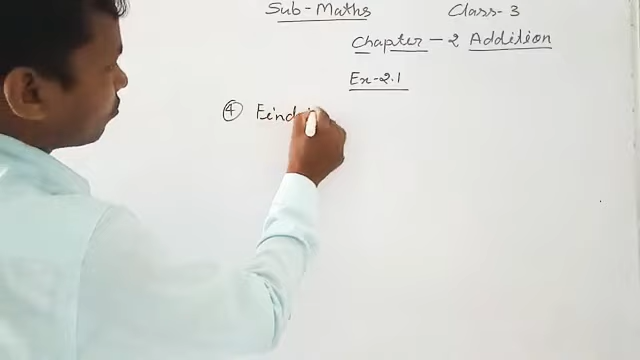 Sub-Maths Class-3
Chapter-2 Addition
Ex-2.1
④ Find